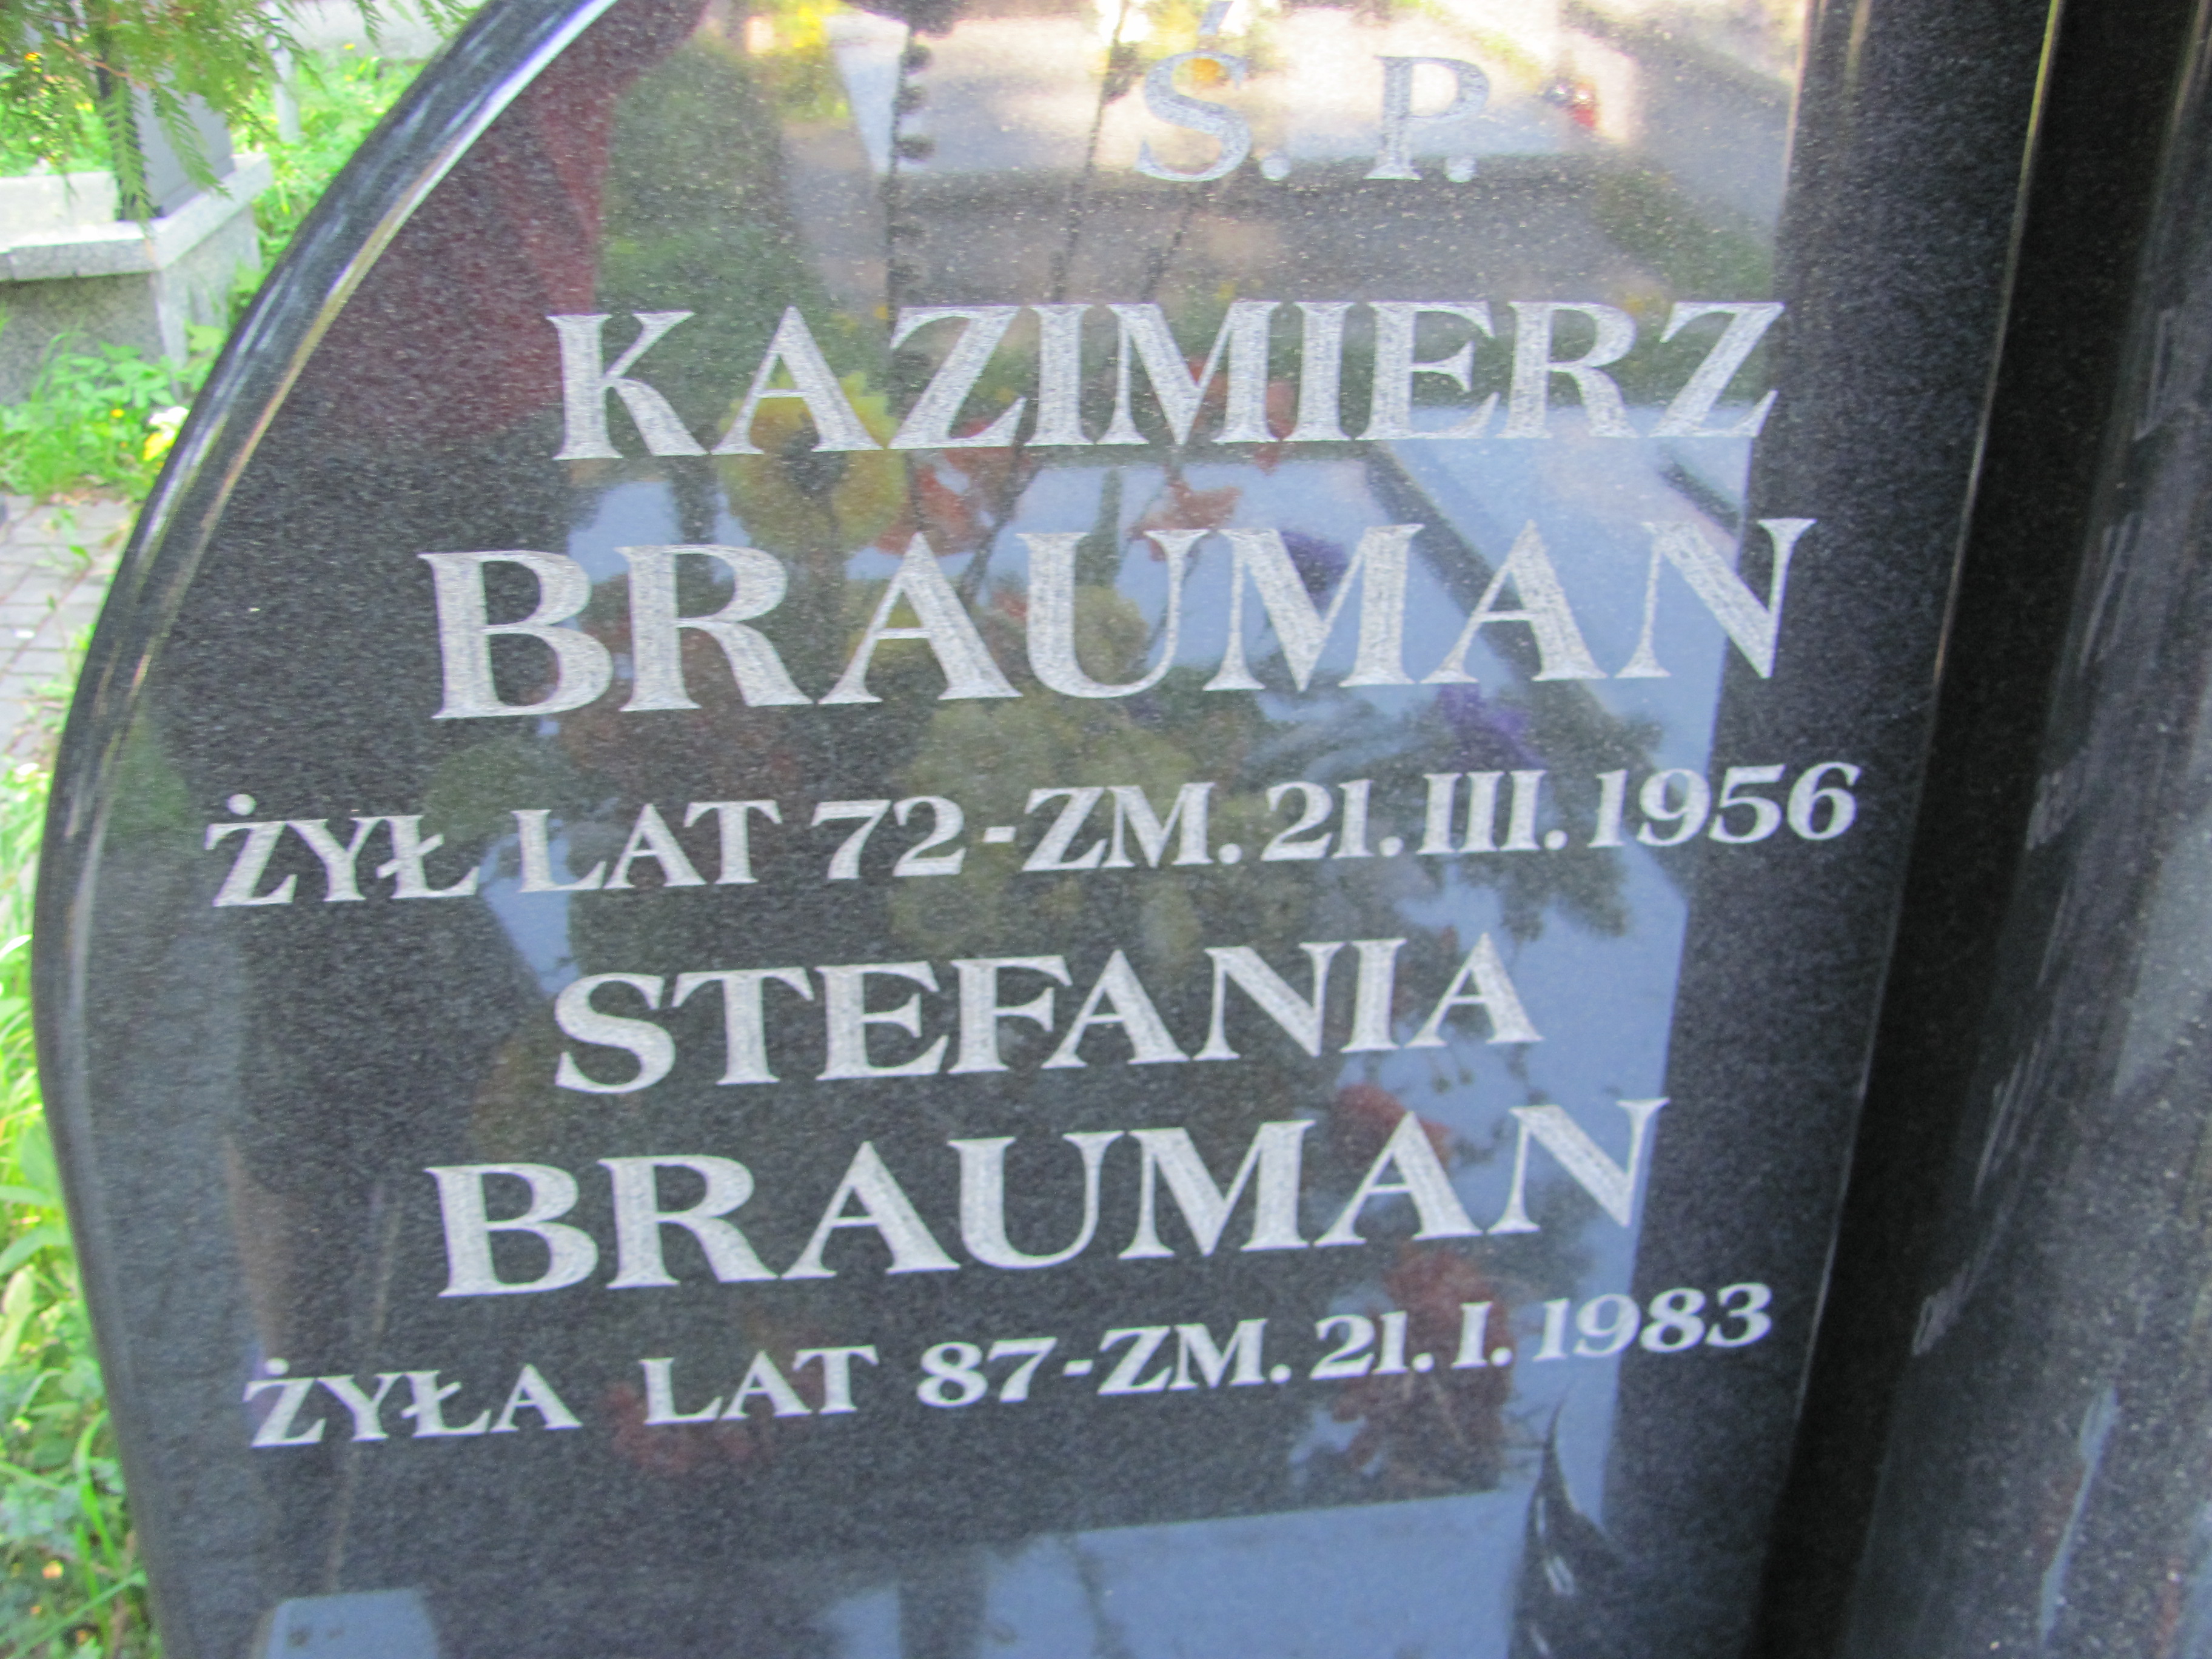 Ś. P.
KAZIMIERZ
BRAUMAN
ŻYŁ LAT 72-ZM. 21. III. 1956
STEFANIA
BRAUMAN
ŻYŁA LAT 87-ZM. 21. I. 1983